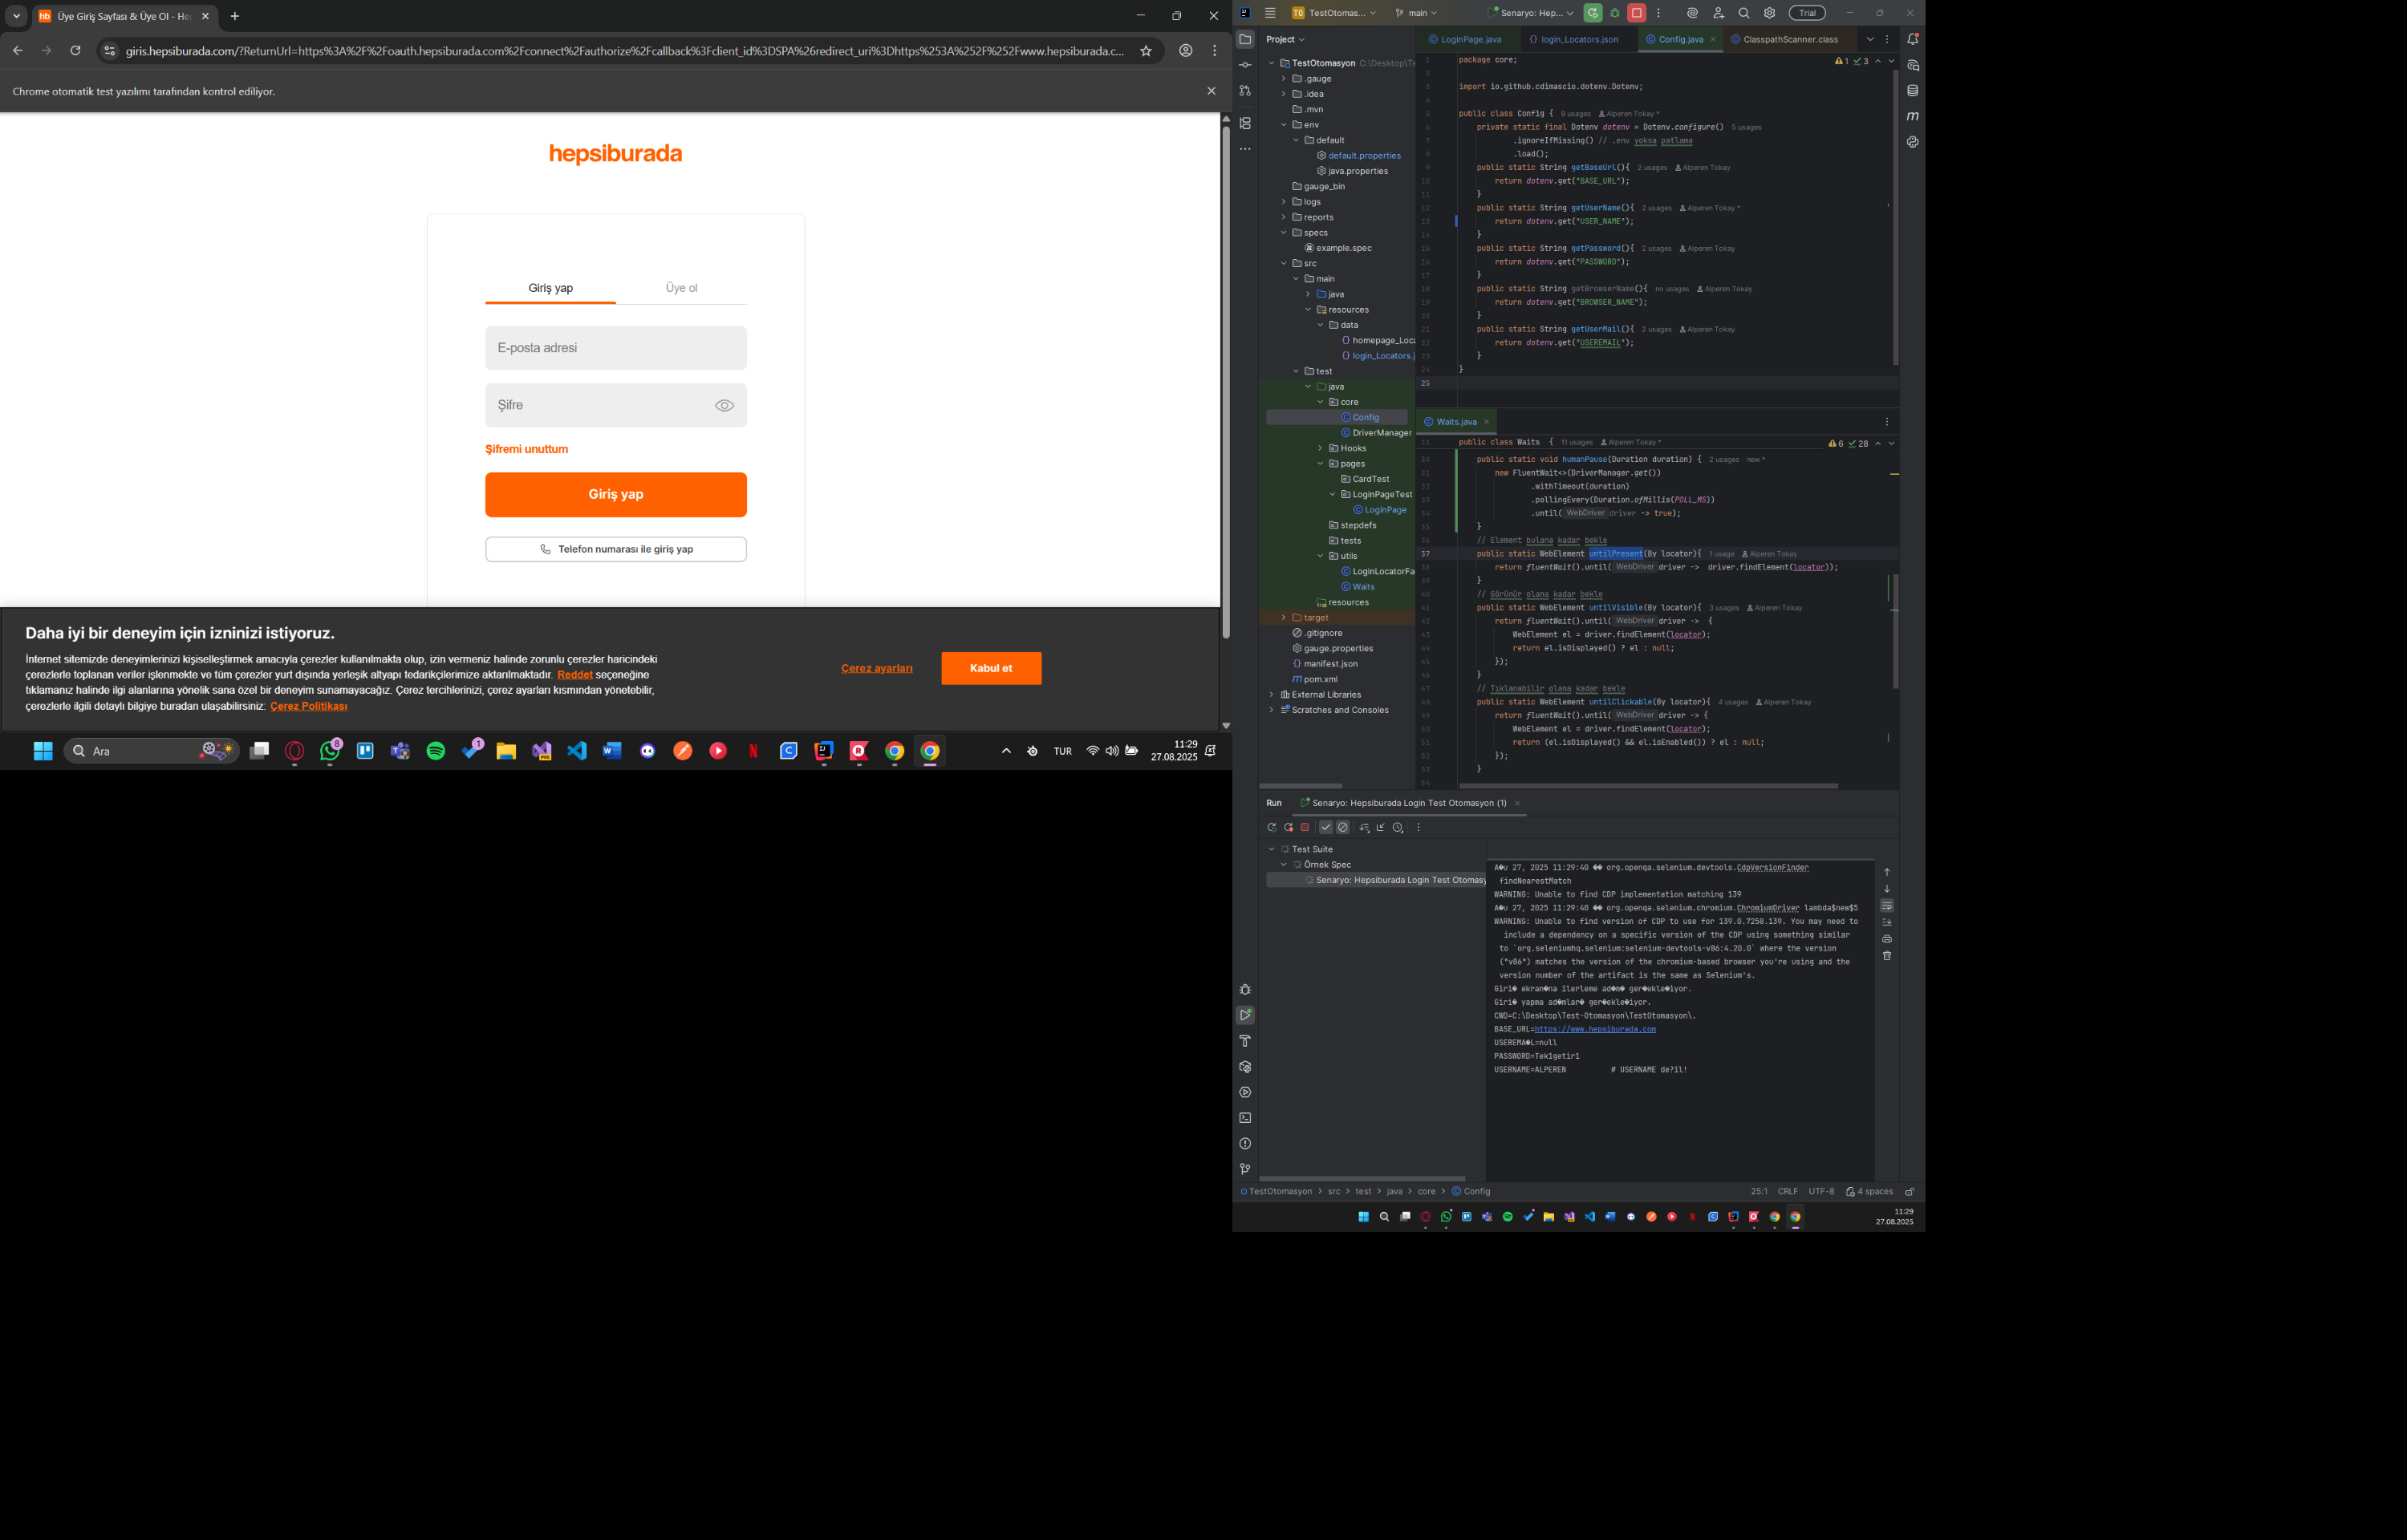 Üye Giriş Sayfası & Üye Ol - He
giris.hepsiburada.com/?ReturnUrl=https%3A%2F%2Foauth.hepsiburada.com%2Fconnect%2Fauthorize%2Fcallback%3Fclient_id%3DSPA%26redirect_uri%3Dhttps%253A%252F%252Fwww.hepsiburada.c...
Chrome otomatik test yazılımı tarafından kontrol ediliyor.
hepsiburada
Giriş yap
Üye ol
E-posta adresi
Şifre
Şifremi unuttum
Giriş yap
Telefon numarası ile giriş yap
Daha iyi bir deneyim için izninizi istiyoruz.
İnternet sitemizde deneyimlerinizi kişiselleştirmek amacıyla çerezler kullanılmakta olup, izin vermeniz halinde zorunlu çerezler haricindeki
çerezlerle toplanan veriler işlenmekte ve tüm çerezler yurt dışında yerleşik altyapı tedarikçilerimize aktarılmaktadır. Reddet seçeneğine
tıklamanız halinde ilgi alanlarına yönelik sana özel bir deneyim sunamayacağız. Çerez tercihlerinizi, çerez ayarları kısmından yönetebilir,
çerezlerle ilgili detaylı bilgiye buradan ulaşabilirsiniz: Çerez Politikası
Çerez ayarları
Kabul et
Ara
TUR
11:29
27.08.2025
TO TestOtomas...
main
Senaryo: Hep...
Trial
Project
TestOtomasyon C:\Desktop\Te
.gauge
.idea
.mvn
env
default
default.properties
java.properties
gauge_bin
logs
reports
specs
example.spec
src
main
java
resources
data
homepage_Loca
login_Locators.j
test
java
core
Config
DriverManager
Hooks
pages
CardTest
LoginPageTest
LoginPage
stepdefs
tests
utils
LoginLocatorFa
Waits
resources
target
.gitignore
gauge.properties
manifest.json
pom.xml
External Libraries
Scratches and Consoles
LoginPage.java
login_Locators.json
Config.java
ClasspathScanner.class
1 package core;
2
3 import io.github.cdimascio.dotenv.Dotenv;
4
5 public class Config { 9 usages Alperen Tokay *
6 private static final Dotenv dotenv = Dotenv.configure() 5 usages
7 .ignoreIfMissing() // .env yoksa patlama
8 .load();
9 public static String getBaseUrl(){ 2 usages Alperen Tokay
10 return dotenv.get("BASE_URL");
11 }
12 public static String getUserName(){ 2 usages Alperen Tokay *
13 return dotenv.get("USER_NAME");
14 }
15 public static String getPassword(){ 2 usages Alperen Tokay
16 return dotenv.get("PASSWORD");
17 }
18 public static String getBrowserName(){ no usages Alperen Tokay
19 return dotenv.get("BROWSER_NAME");
20 }
21 public static String getUserMail(){ 2 usages Alperen Tokay
22 return dotenv.get("USEREMAIL");
23 }
24 }
25
1 3
Waits.java
11 public class Waits { 11 usages Alperen Tokay *
6 28
30 public static void humanPause(Duration duration) { 2 usages new *
31 new FluentWait<>(DriverManager.get())
32 .withTimeout(duration)
33 .pollingEvery(Duration.ofMillis(POLL_MS))
34 .until( WebDriver driver -> true);
35 }
36 // Element bulana kadar bekle
37 public static WebElement untilPresent(By locator){ 1 usage Alperen Tokay
38 return fluentWait().until( WebDriver driver -> driver.findElement(locator));
39 }
40 // Görünür olana kadar bekle
41 public static WebElement untilVisible(By locator){ 3 usages Alperen Tokay
42 return fluentWait().until( WebDriver driver -> {
43 WebElement el = driver.findElement(locator);
44 return el.isDisplayed() ? el : null;
45 });
46 }
47 // Tıklanabilir olana kadar bekle
48 public static WebElement untilClickable(By locator){ 4 usages Alperen Tokay
49 return fluentWait().until( WebDriver driver -> {
50 WebElement el = driver.findElement(locator);
51 return (el.isDisplayed() && el.isEnabled()) ? el : null;
52 });
53 }
54
Run
Senaryo: Hepsiburada Login Test Otomasyon (1)
Test Suite
Örnek Spec
Senaryo: Hepsiburada Login Test Otomasy
A�u 27, 2025 11:29:40 �� org.openqa.selenium.devtools.CdpVersionFinder
findNearestMatch
WARNING: Unable to find CDP implementation matching 139
A�u 27, 2025 11:29:40 �� org.openqa.selenium.chromium.ChromiumDriver lambda$new$5
WARNING: Unable to find version of CDP to use for 139.0.7258.139. You may need to
include a dependency on a specific version of the CDP using something similar
to `org.seleniumhq.selenium:selenium-devtools-v86:4.20.0` where the version
("v86") matches the version of the chromium-based browser you're using and the
version number of the artifact is the same as Selenium's.
Giri� ekran�na ilerleme ad�m� ger�ekle�iyor.
Giri� yapma ad�mlar� ger�ekle�iyor.
CWD=C:\Desktop\Test-Otomasyon\TestOtomasyon\.
BASE_URL=https://www.hepsiburada.com
USEREMA�L=null
PASSWORD=Tek1getir1
USERNAME=ALPEREN # USERNAME de?il!
TestOtomasyon > src > test > java > core > Config
25:1 CRLF UTF-8 4 spaces
11:29
27.08.2025